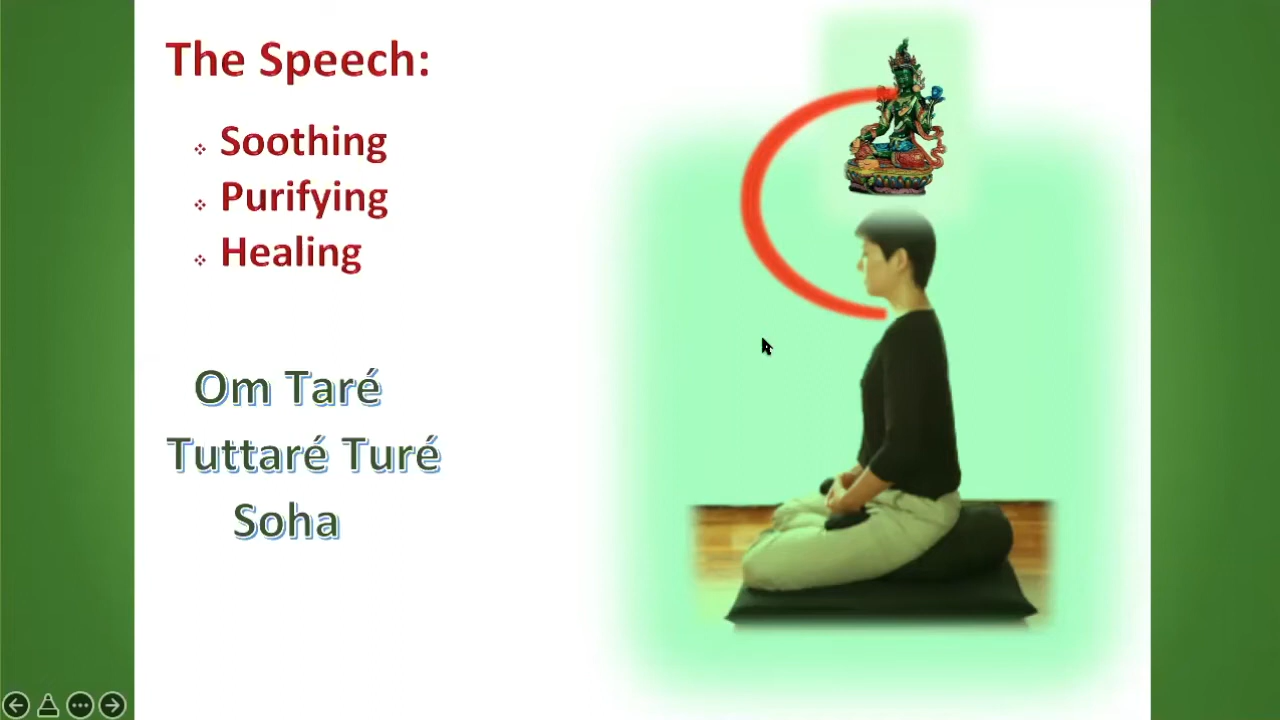 The Speech:
Soothing
Purifying
Healing
Om Taré
Tuttaré Turé
Soha